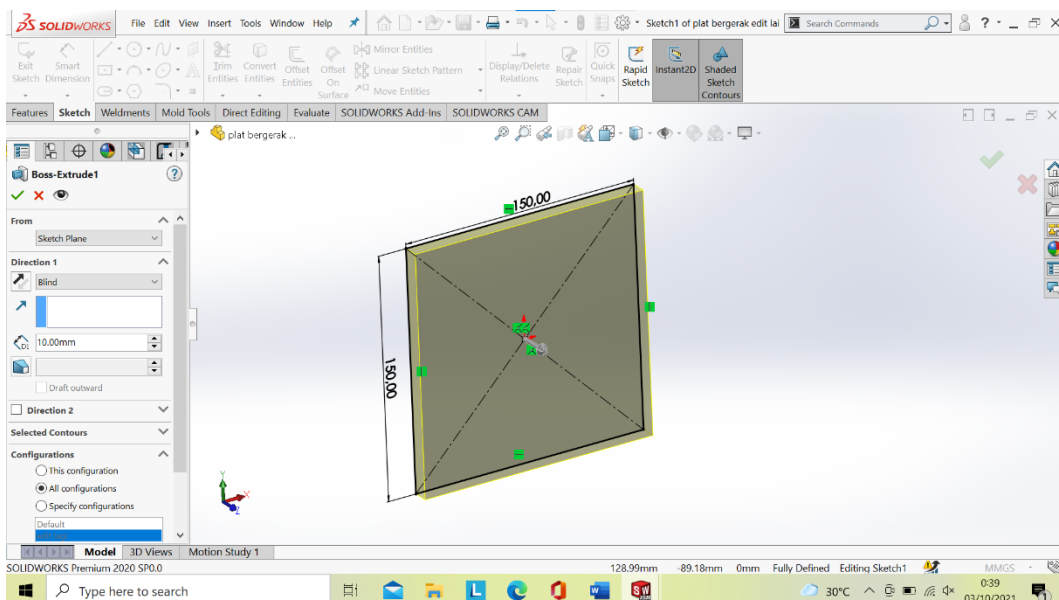 SOLIDWORKS File Edit View Insert Tools Window Help Sketch1 of plat bergerak edit lai Search Commands ?
Exit Sketch
Smart Dimension
Trim Entities
Convert Entities
Offset Entities
Offset On Surface
Mirror Entities
Linear Sketch Pattern
Move Entities
Display/Delete Relations
Repair Sketch
Quick Snaps
Rapid Sketch
Instant2D
Shaded Sketch Contours
Features Sketch Weldments Mold Tools Direct Editing Evaluate SOLIDWORKS Add-Ins SOLIDWORKS CAM
plat bergerak ...
Boss-Extrude1 ?
From
Sketch Plane
Direction 1
Blind
D1 10.00mm
Draft outward
Direction 2
Selected Contours
Configurations
This configuration
All configurations
Specify configurations
Default
150,00
150,00
Y
X
Z
Model 3D Views Motion Study 1
SOLIDWORKS Premium 2020 SP0.0 128.99mm -89.18mm 0mm Fully Defined Editing Sketch1 MMGS
Type here to search L W SW 30°C 0:39
03/10/2021